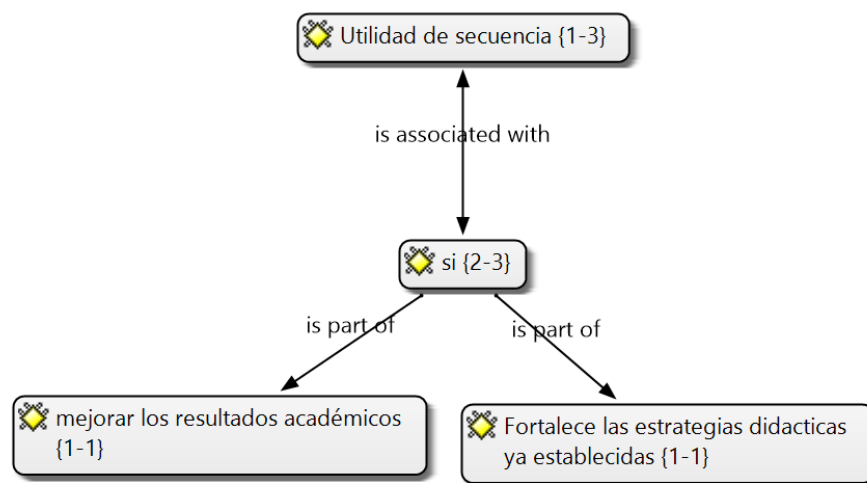 Utilidad de secuencia {1-3}
is associated with
si {2-3}
is part of
is part of
mejorar los resultados académicos
{1-1}
Fortalece las estrategias didacticas
ya establecidas {1-1}